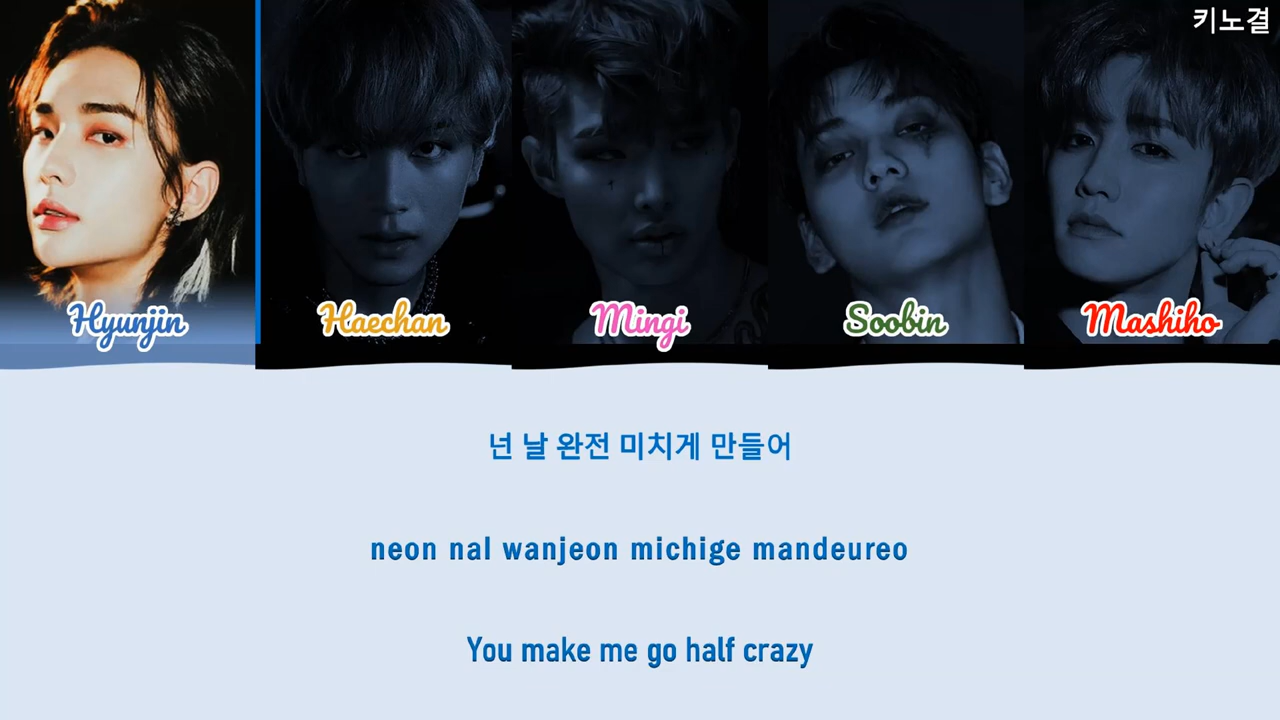 키노결
Hyunjin
Haechan
Mingi
Soobin
Mashiho
넌 날 완전 미치게 만들어
neon nal wanjeon michige mandeureo
You make me go half crazy